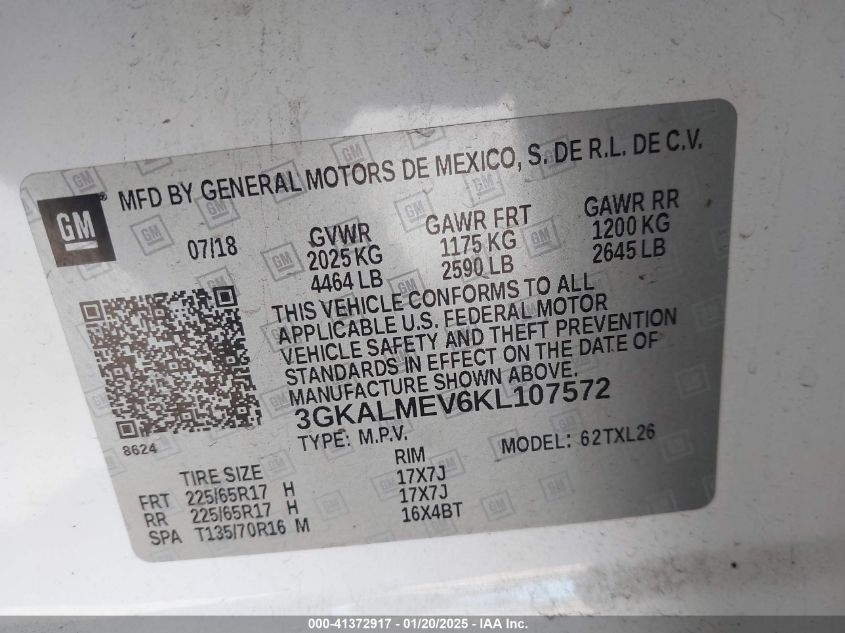 GM
MFD BY GENERAL MOTORS DE MEXICO, S. DE R.L. DE C.V.
07/18
GVWR
2025 KG
4464 LB
GAWR FRT
1175 KG
2590 LB
GAWR RR
1200 KG
2645 LB
THIS VEHICLE CONFORMS TO ALL
APPLICABLE U.S. FEDERAL MOTOR
VEHICLE SAFETY AND THEFT PREVENTION
STANDARDS IN EFFECT ON THE DATE OF
MANUFACTURE SHOWN ABOVE.
3GKALMEV6KL107572
8624
TYPE: M.P.V. MODEL: 62TXL26
TIRE SIZE RIM
FRT 225/65R17 H 17X7J
RR 225/65R17 H 17X7J
SPA T135/70R16 M 16X4BT
000-41372917 - 01/20/2025 - IAA Inc.